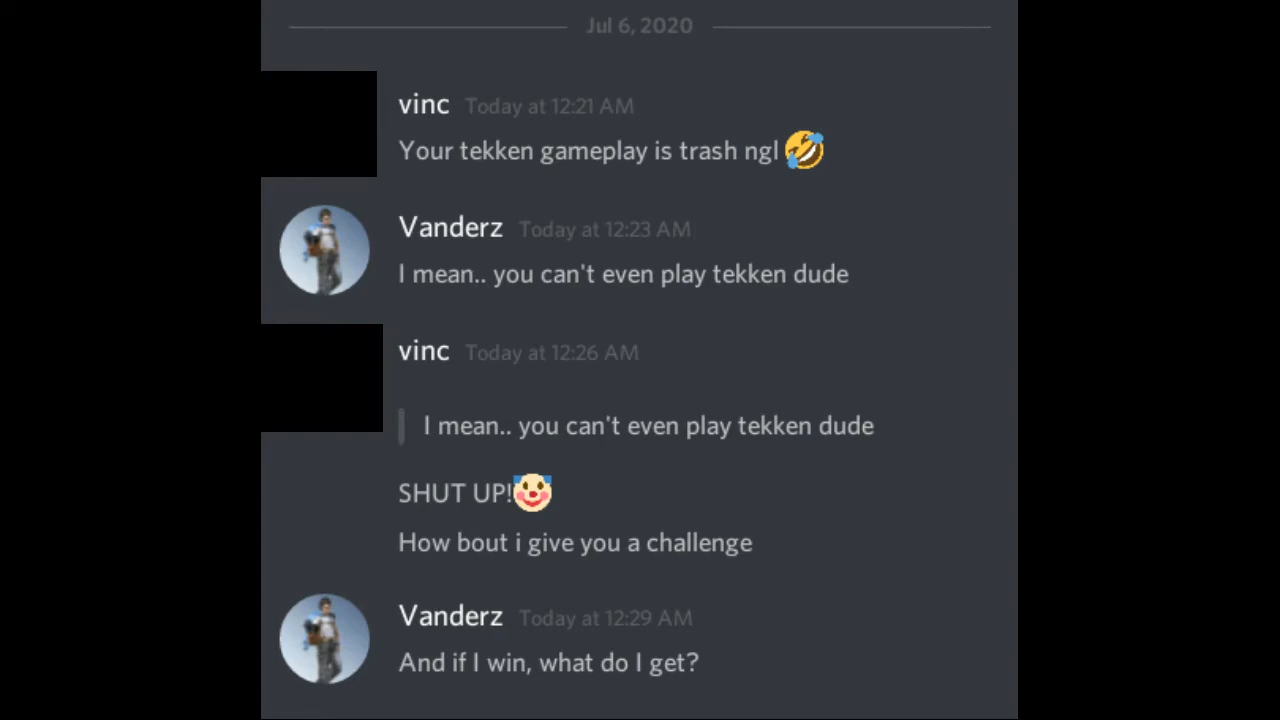 Jul 6, 2020
vinc Today at 12:21 AM
Your tekken gameplay is trash ngl 🤣
Vanderz Today at 12:23 AM
I mean.. you can't even play tekken dude
vinc Today at 12:26 AM
I mean.. you can't even play tekken dude
SHUT UP!🤡
How bout i give you a challenge
Vanderz Today at 12:29 AM
And if I win, what do I get?